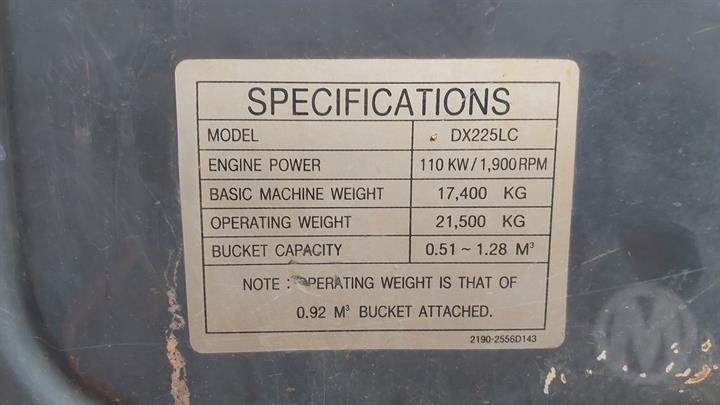 SPECIFICATIONS
MODEL DX225LC
ENGINE POWER 110 KW/1,900RPM
BASIC MACHINE WEIGHT 17,400 KG
OPERATING WEIGHT 21,500 KG
BUCKET CAPACITY 0.51 ~ 1.28 M³
NOTE : OPERATING WEIGHT IS THAT OF
0.92 M³ BUCKET ATTACHED.
2190-2556D143
M